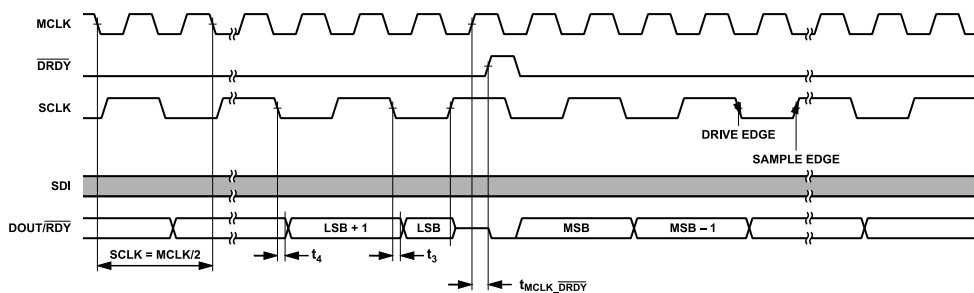 MCLK
DRDY
SCLK
DRIVE EDGE
SAMPLE EDGE
SDI
DOUT/RDY
LSB + 1
LSB
MSB
MSB – 1
SCLK = MCLK/2
t4
t3
tMCLK_DRDY